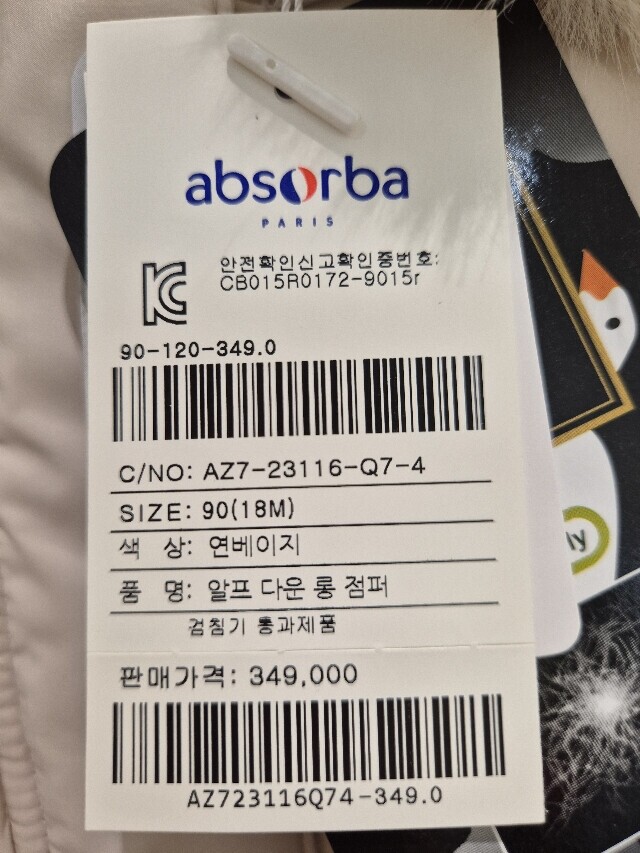 absorba
PARIS
안전확인신고확인증번호:
CB015R0172-9015r
90-120-349.0
C/NO: AZ7-23116-Q7-4
SIZE: 90(18M)
색 상: 연베이지
품 명: 알프 다운 롱 점퍼
검침기 통과제품
판매가격: 349,000
AZ723116Q74-349.0